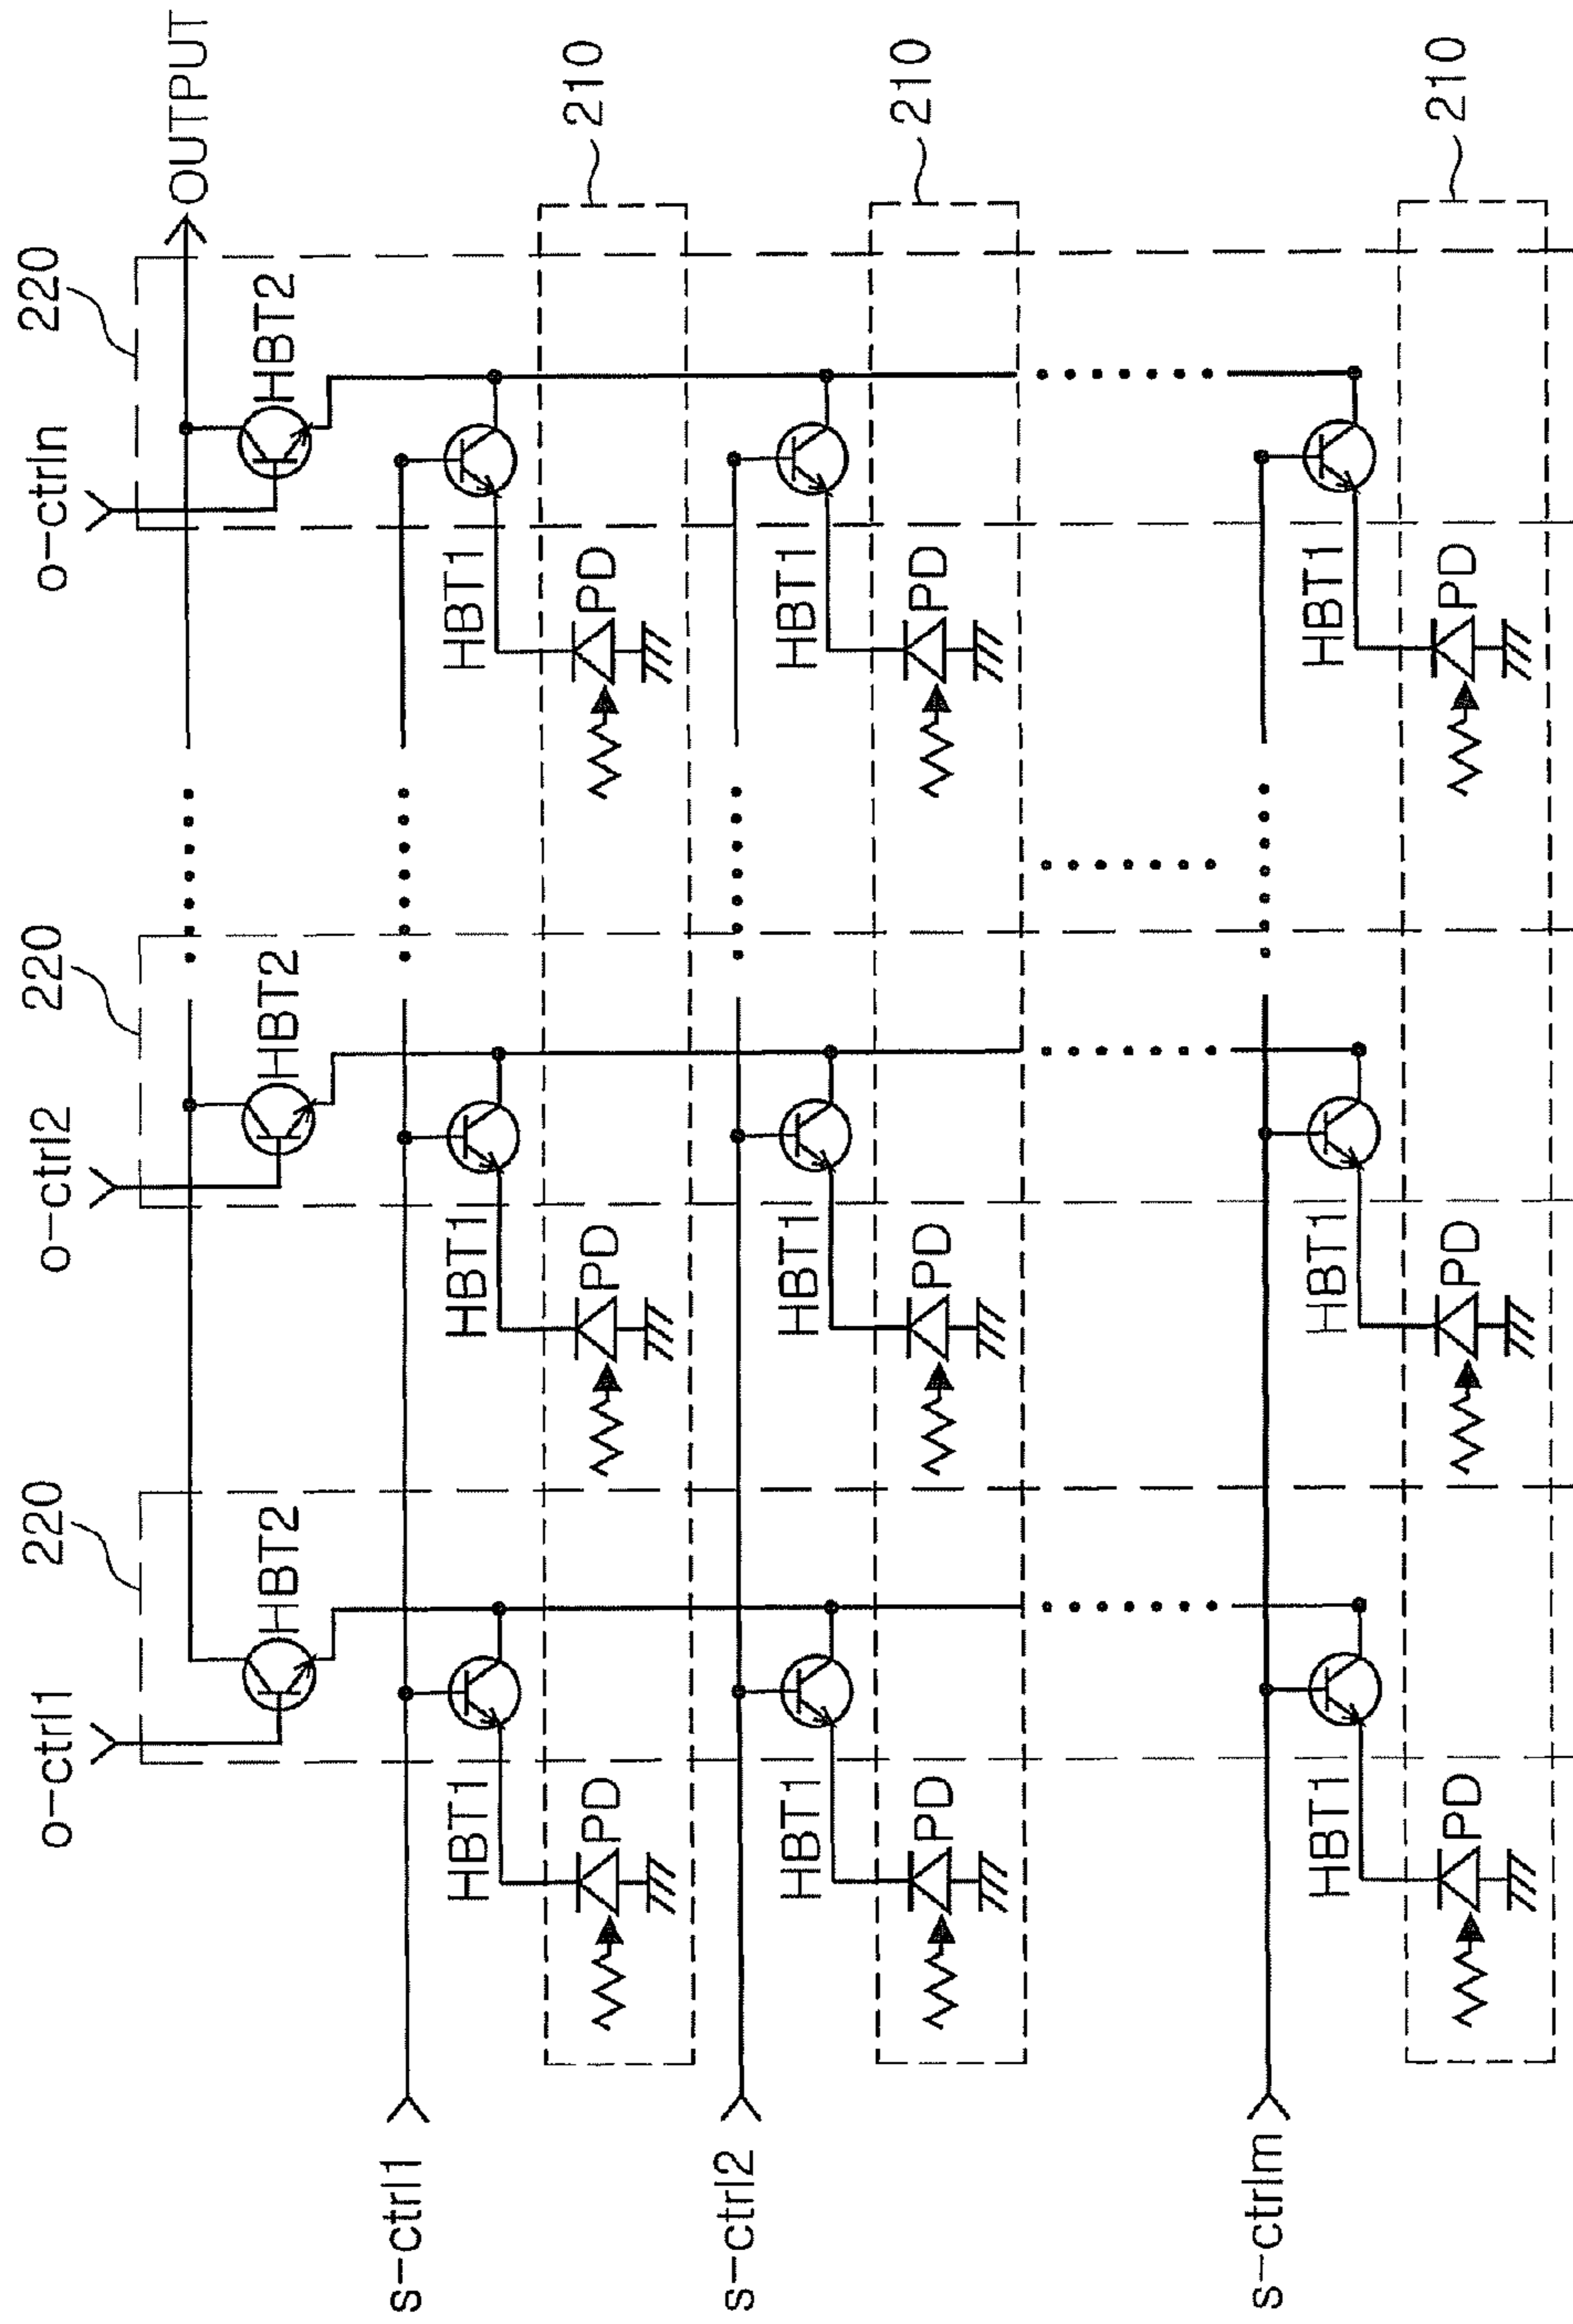 o-ctrl1
o-ctrl2
o-ctrln
220
220
220
OUTPUT
HBT2
HBT2
HBT2
s-ctrl1
HBT1
HBT1
HBT1
PD
PD
PD
210
s-ctrl2
HBT1
HBT1
HBT1
PD
PD
PD
210
s-ctrlm
HBT1
HBT1
HBT1
PD
PD
PD
210